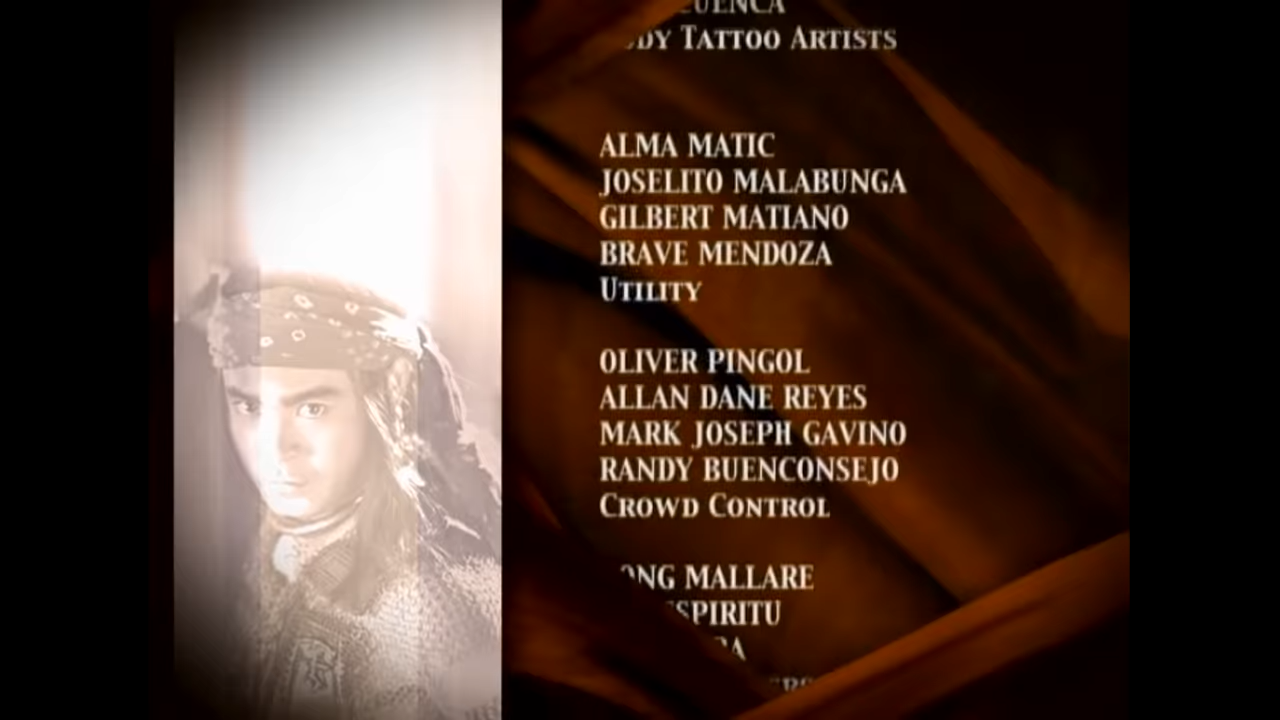 CUENCA
TATTOO ARTISTS
ALMA MATIC
JOSELITO MALABUNGA
GILBERT MATIANO
BRAVE MENDOZA
UTILITY
OLIVER PINGOL
ALLAN DANE REYES
MARK JOSEPH GAVINO
RANDY BUENCONSEJO
CROWD CONTROL
MALLARE